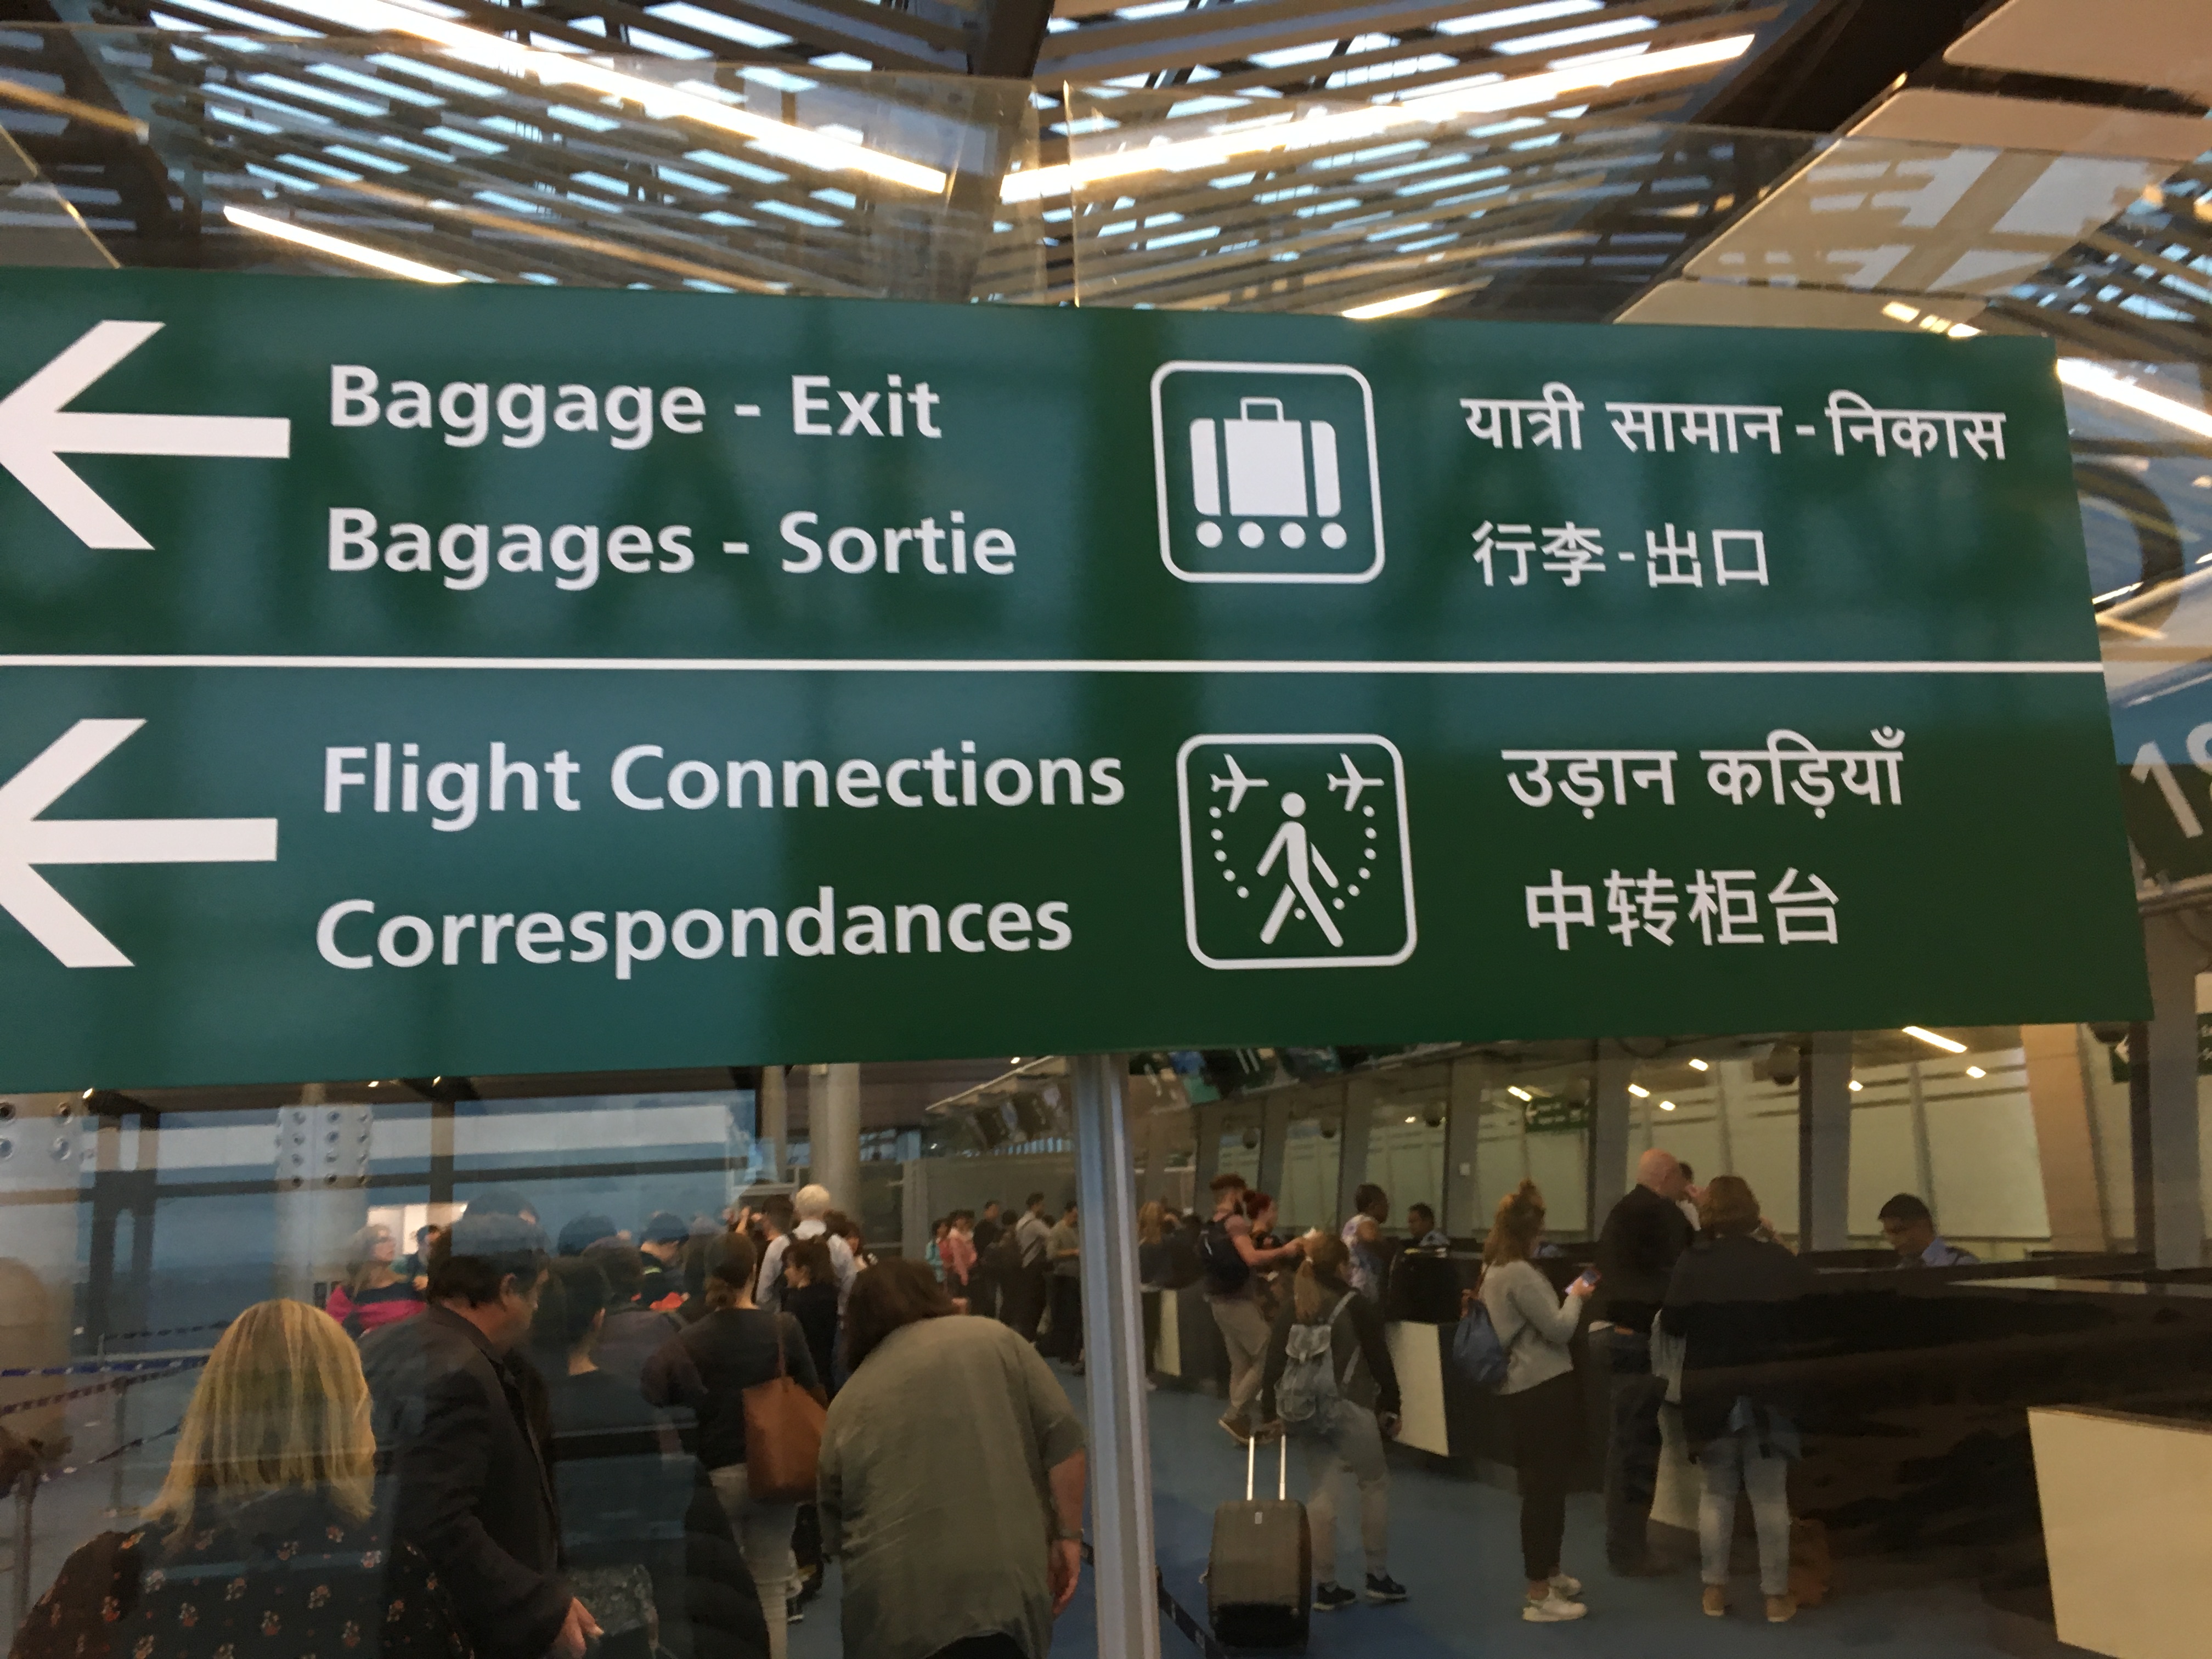 Baggage - Exit
Bagages - Sortie
यात्री सामान - निकास
行李 - 出口
Flight Connections
Correspondances
उड़ान कड़ियाँ
中转柜台